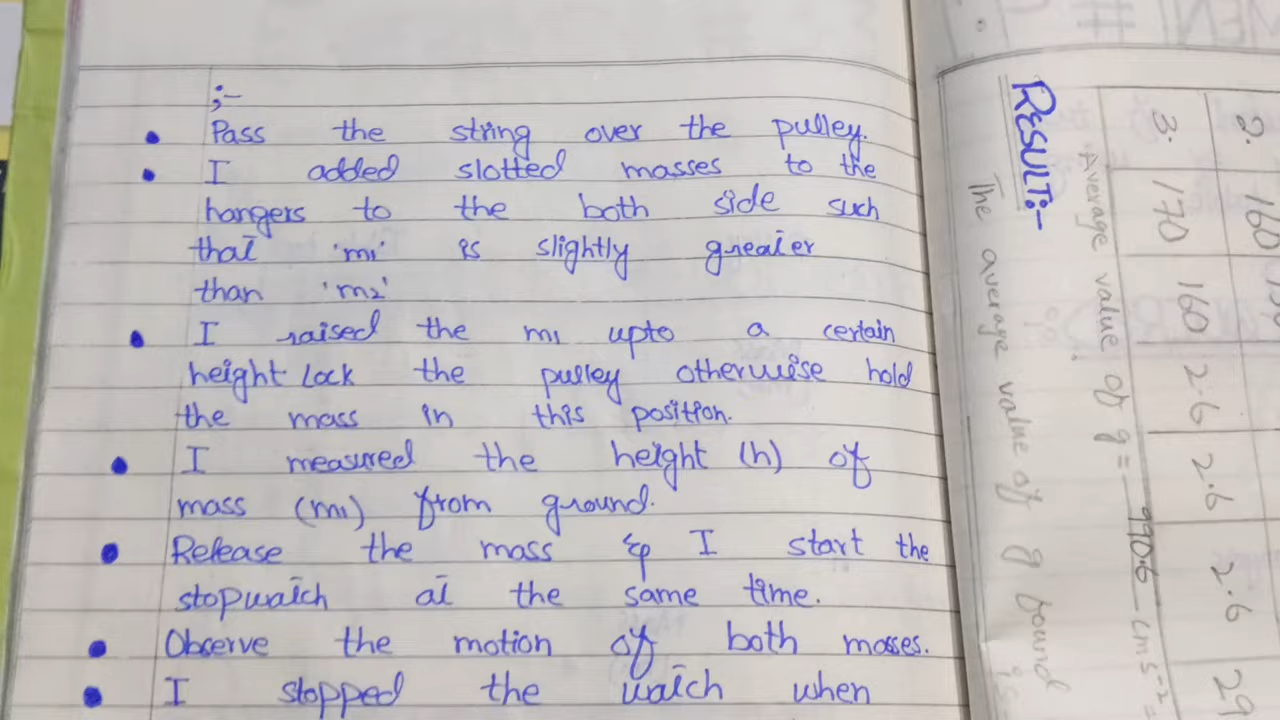 ;-
• Pass the string over the pulley.
• I added slotted masses to the
hangers to the both side such
that 'm1' is slightly greater
than 'm2'
• I raised the m1 upto a certain
height Lock the pulley otherwise hold
the mass in this position.
• I measured the height (h) of
mass (m1) from ground.
• Release the mass & I start the
stopwatch at the same time.
• Observe the motion of both masses.
• I stopped the watch when
2. 160
3. 170 160 2.6 2.6 2.6 29
Average value of g = cms-2 =
RESULT:-
The average value of g found is